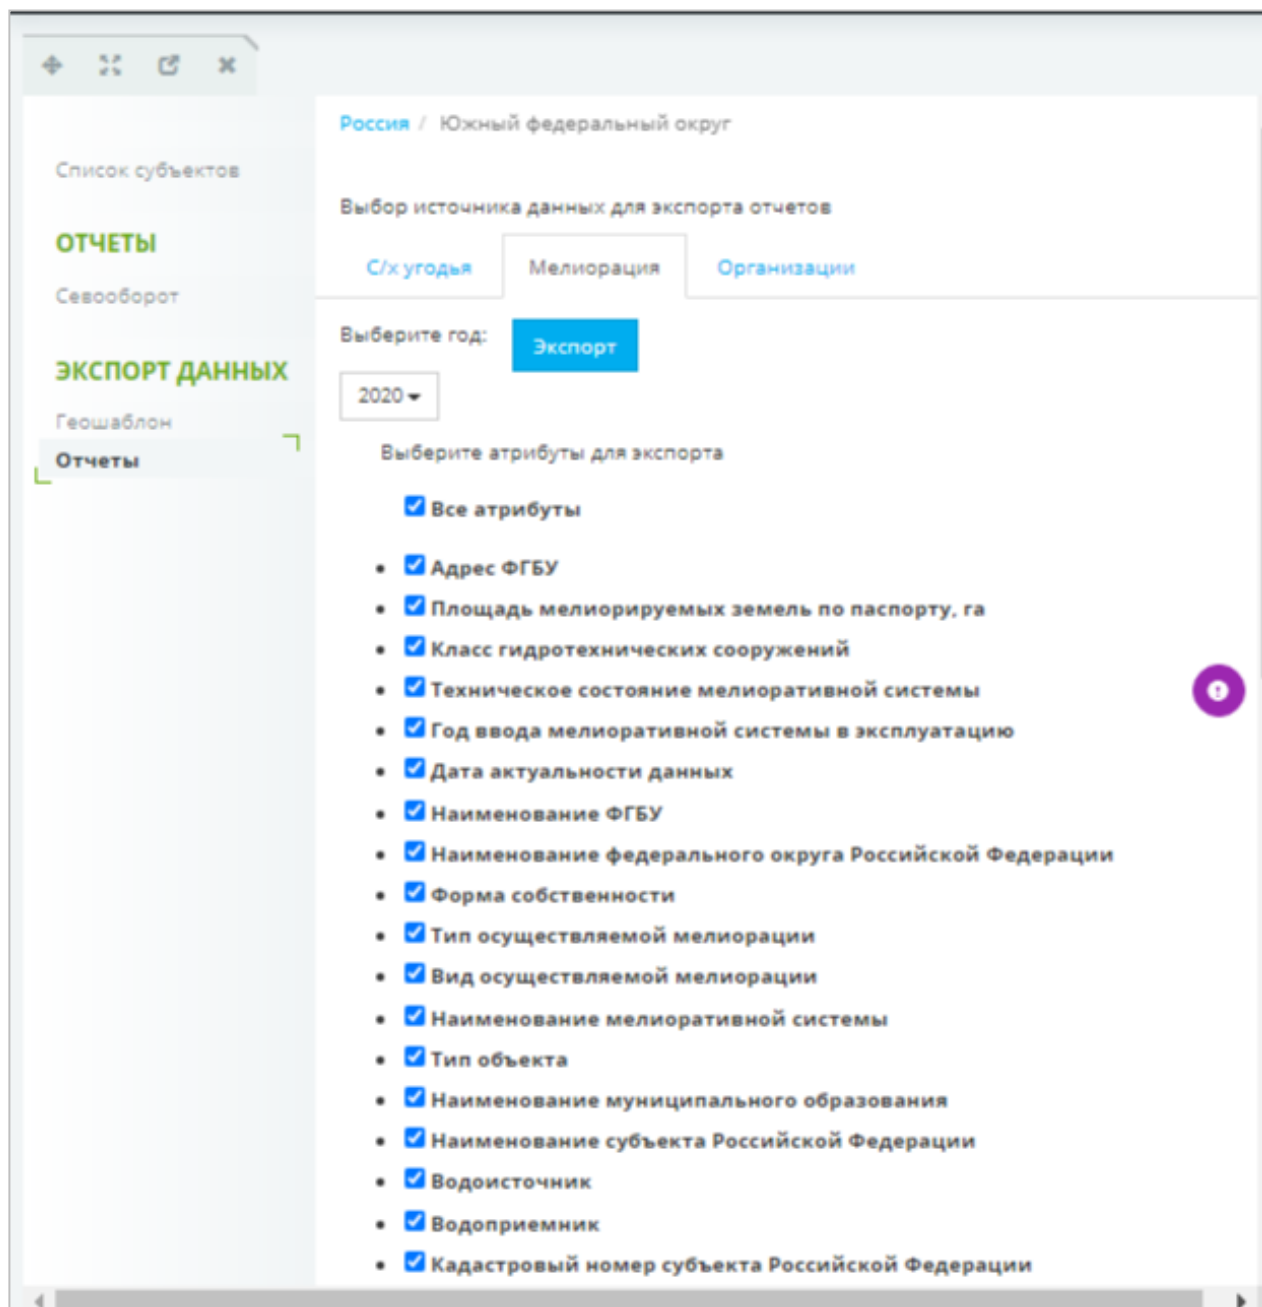 Россия / Южный федеральный округ
Список субъектов
ОТЧЕТЫ
Севооборот
ЭКСПОРТ ДАННЫХ
Геошаблон
Отчеты
Выбор источника данных для экспорта отчетов
С/х угодья Мелиорация Организации
Выберите год: Экспорт
2020
Выберите атрибуты для экспорта
Все атрибуты
Адрес ФГБУ
Площадь мелиорируемых земель по паспорту, га
Класс гидротехнических сооружений
Техническое состояние мелиоративной системы
Год ввода мелиоративной системы в эксплуатацию
Дата актуальности данных
Наименование ФГБУ
Наименование федерального округа Российской Федерации
Форма собственности
Тип осуществляемой мелиорации
Вид осуществляемой мелиорации
Наименование мелиоративной системы
Тип объекта
Наименование муниципального образования
Наименование субъекта Российской Федерации
Водоисточник
Водоприемник
Кадастровый номер субъекта Российской Федерации